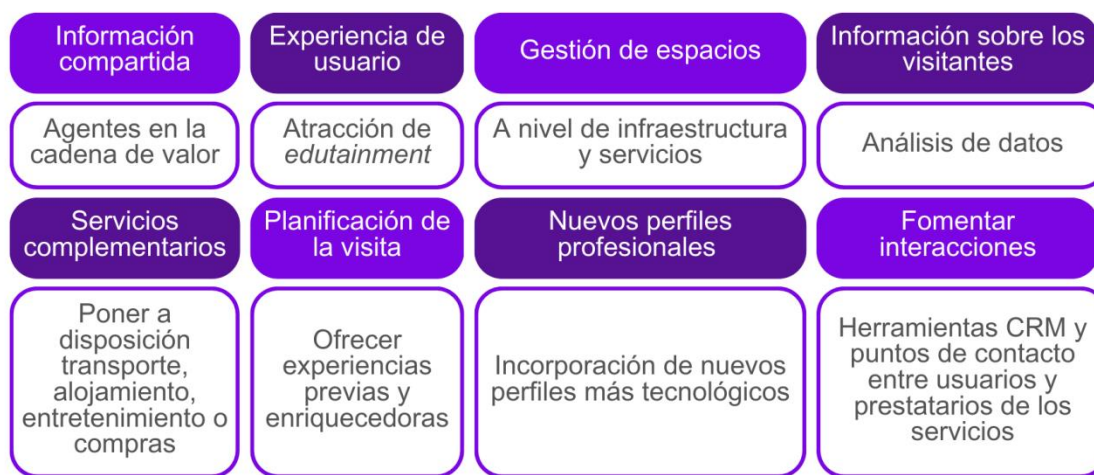 Información
compartida
Experiencia de
usuario
Gestión de espacios
Información sobre los
visitantes
Agentes en la
cadena de valor
Atracción de
edutainment
A nivel de infraestructura
y servicios
Análisis de datos
Servicios
complementarios
Planificación de
la visita
Nuevos perfiles
profesionales
Fomentar
interacciones
Poner a
disposición
transporte,
alojamiento,
entretenimiento o
compras
Ofrecer
experiencias
previas y
enriquecedoras
Incorporación de nuevos
perfiles más tecnológicos
Herramientas CRM y
puntos de contacto
entre usuarios y
prestatarios de los
servicios